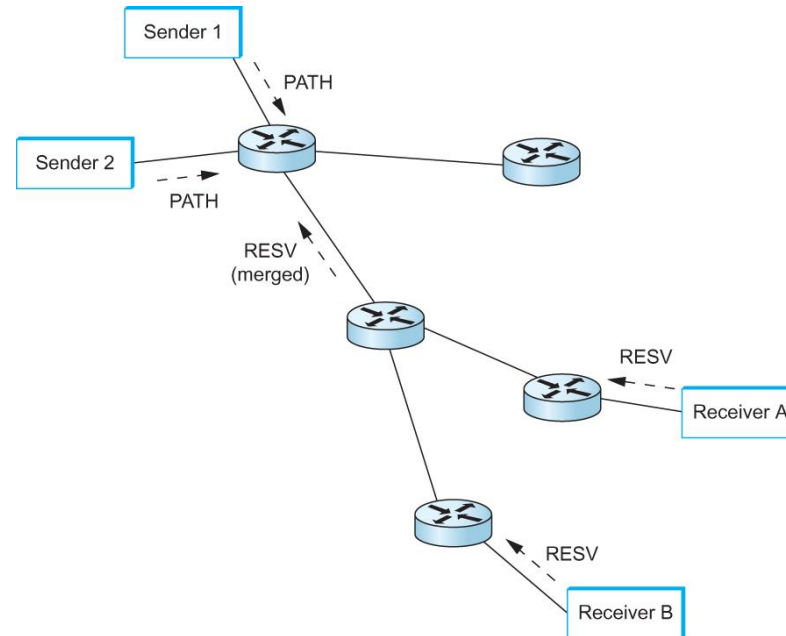 Sender 1
PATH
Sender 2
PATH
RESV
(merged)
RESV
Receiver A
RESV
Receiver B